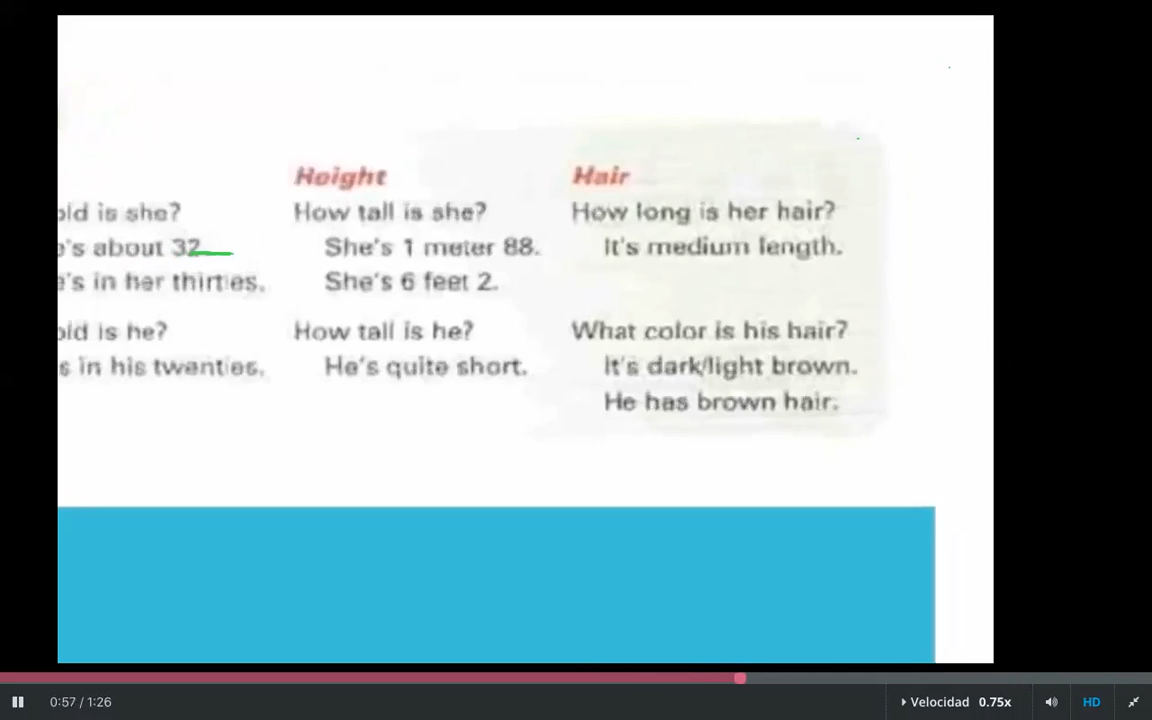 Height
Hair
old is she?
How tall is she?
How long is her hair?
e's about 32
She's 1 meter 88.
It's medium length.
e's in her thirties.
She's 6 feet 2.
old is he?
How tall is he?
What color is his hair?
s in his twenties.
He's quite short.
It's dark/light brown.
He has brown hair.
0:57 / 1:26
Velocidad 0.75x
HD